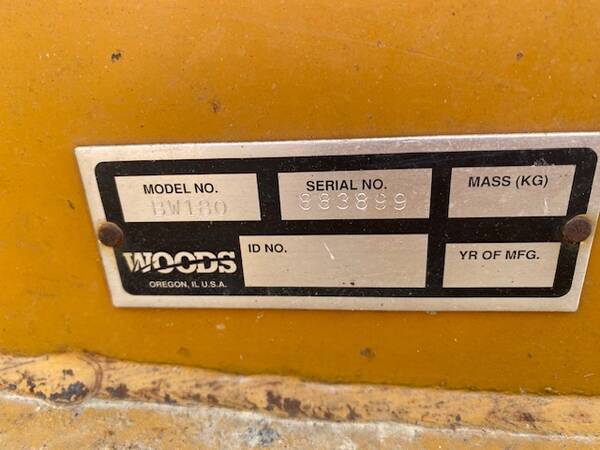 MODEL NO.
BW180
SERIAL NO.
883899
MASS (KG)
WOODS
OREGON, IL U.S.A.
ID NO.
YR OF MFG.